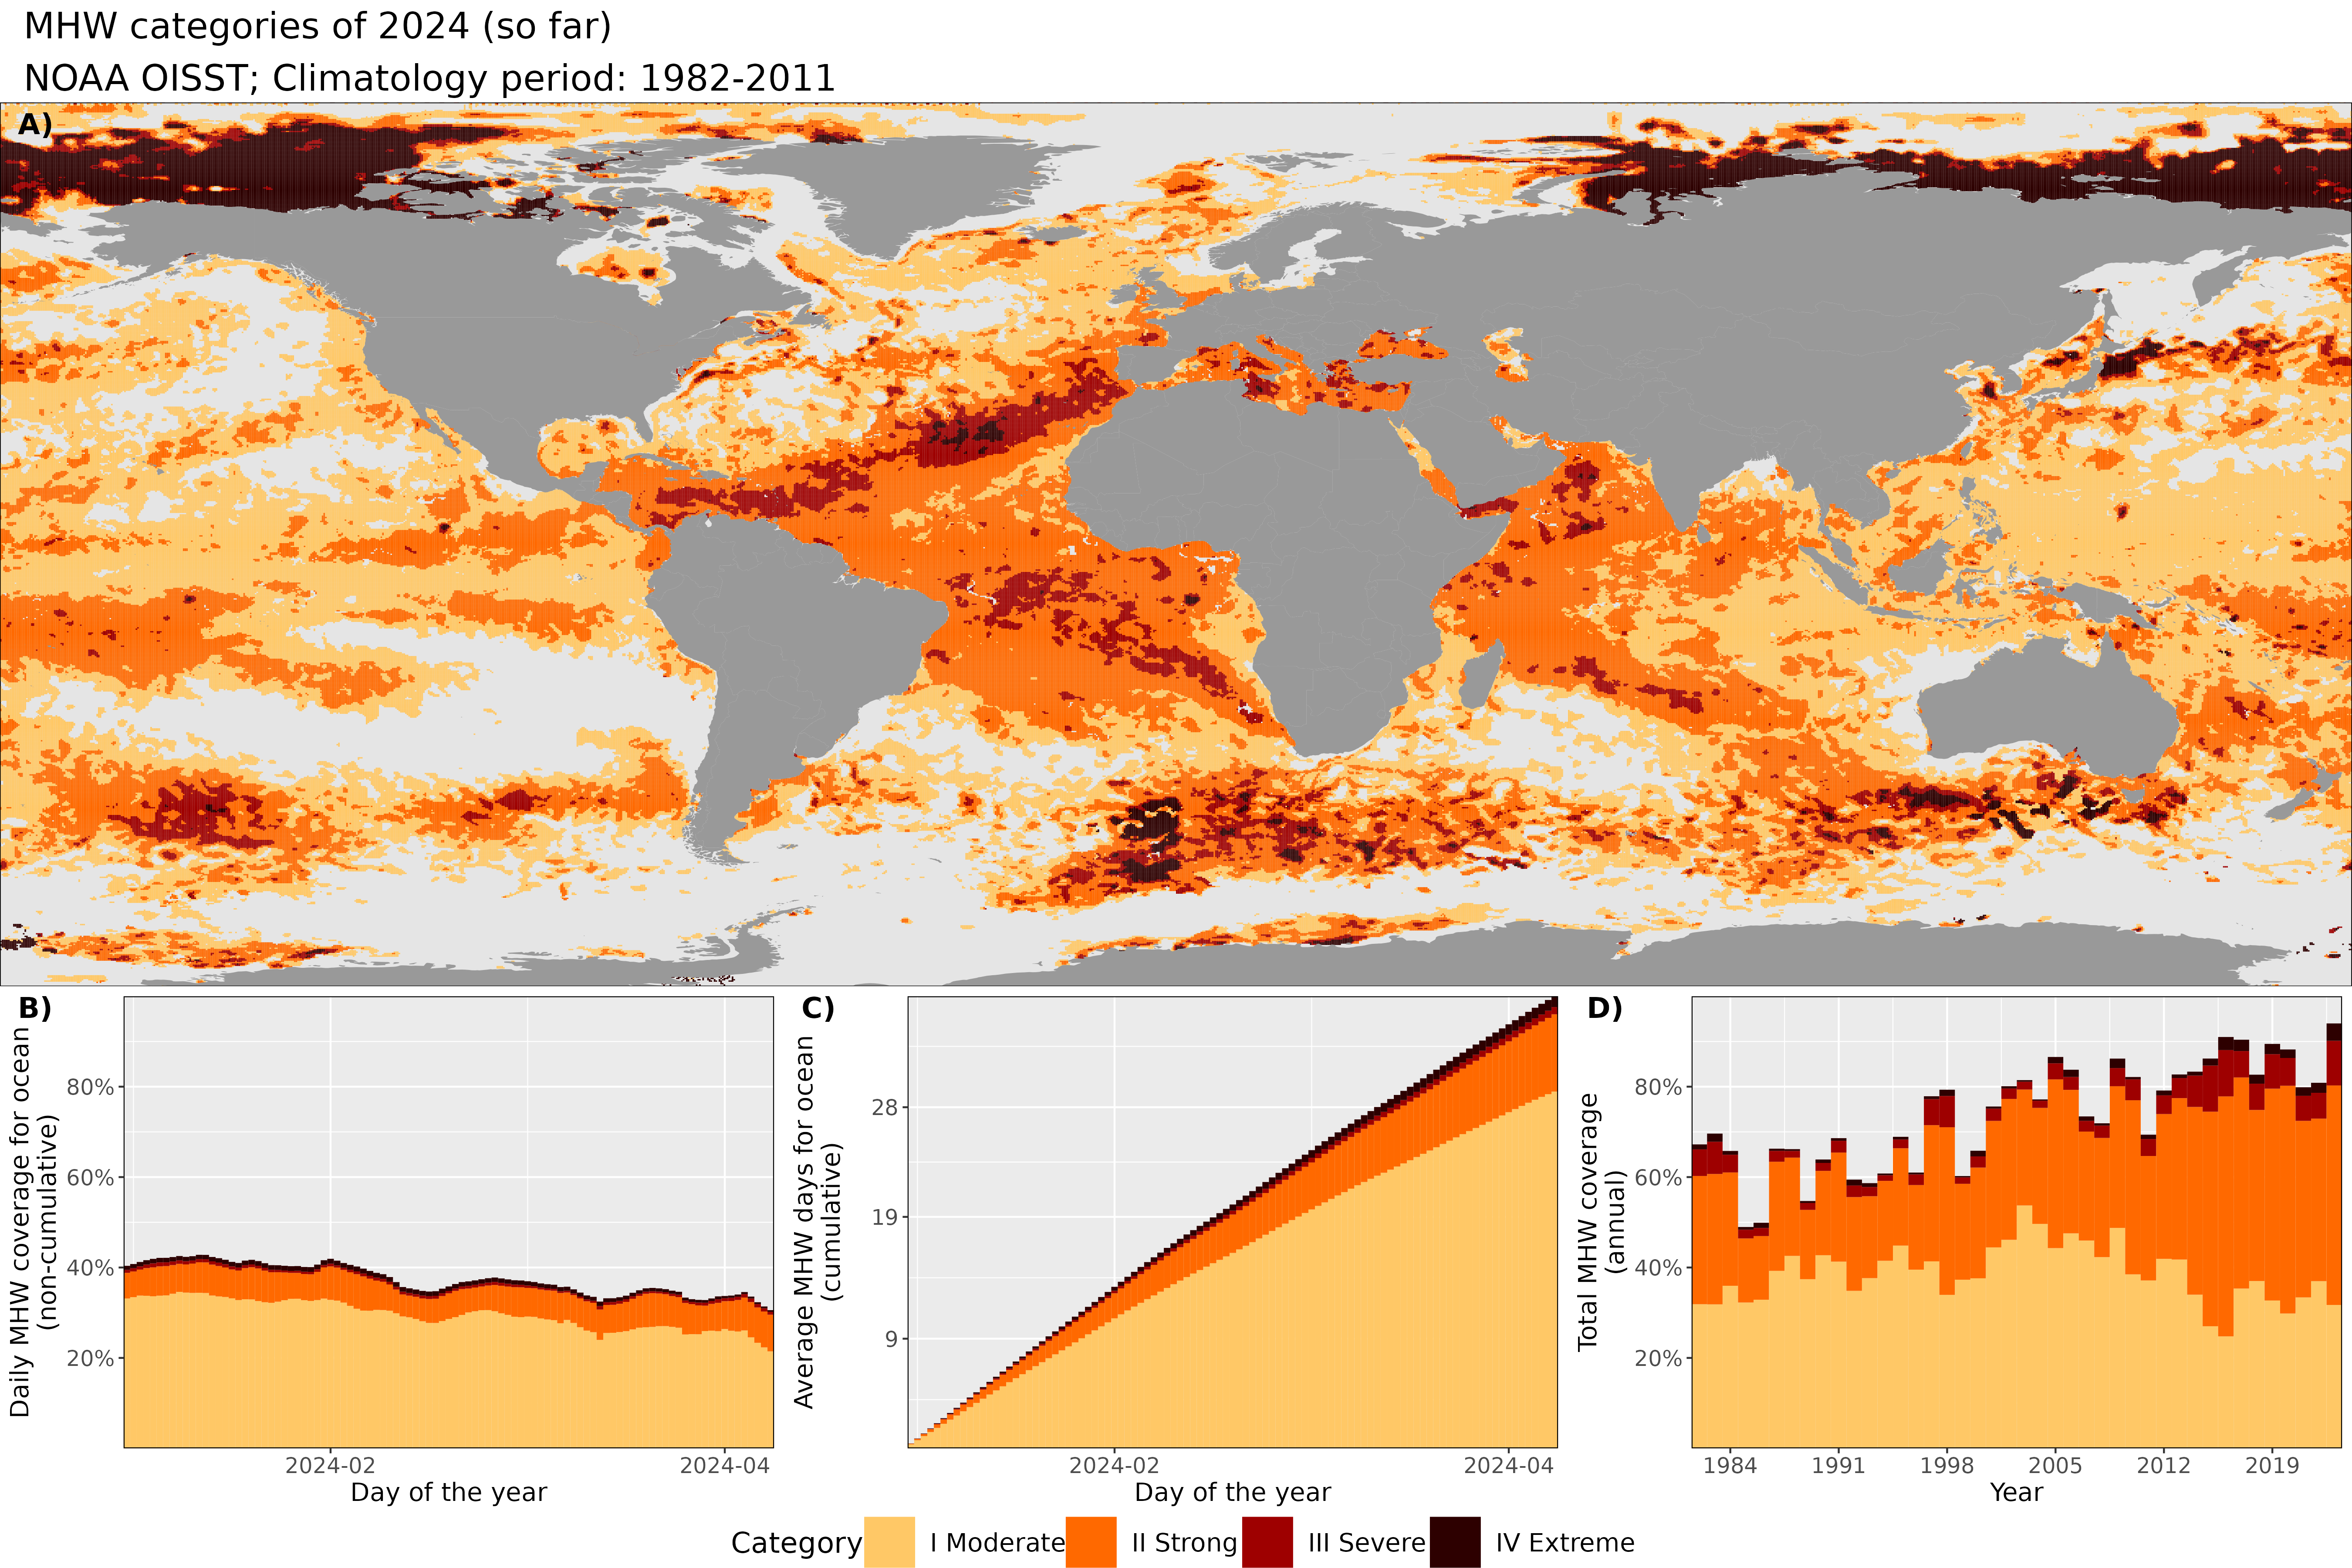 MHW categories of 2024 (so far)
NOAA OISST; Climatology period: 1982-2011
A)
B)
Daily MHW coverage for ocean
(non-cumulative)
80%
60%
40%
20%
2024-02
2024-04
Day of the year
C)
Average MHW days for ocean
(cumulative)
28
19
9
2024-02
2024-04
Day of the year
D)
Total MHW coverage
(annual)
80%
60%
40%
20%
1984
1991
1998
2005
2012
2019
Year
Category
I Moderate
II Strong
III Severe
IV Extreme